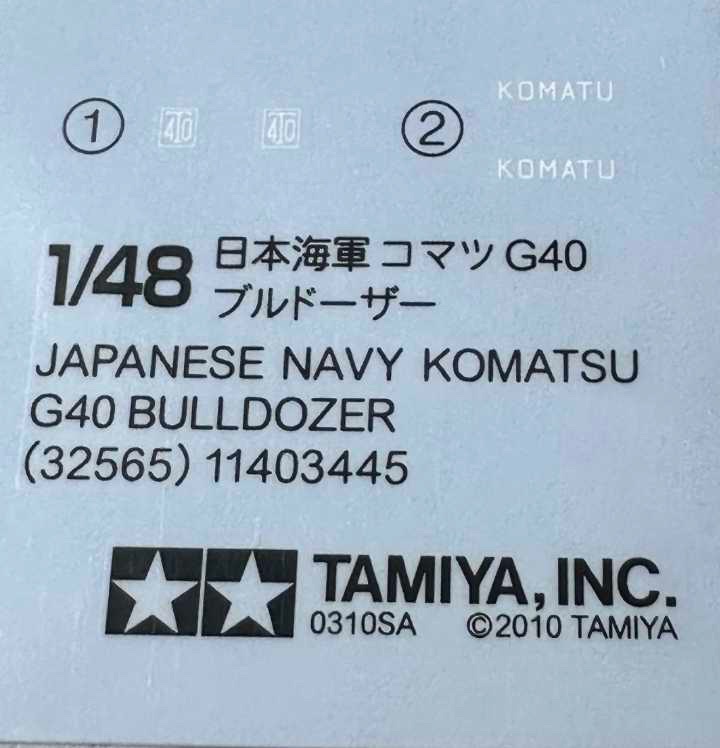 ① 40 40 ② KOMATU
KOMATU
1/48 日本海軍 コマツ G40
ブルドーザー
JAPANESE NAVY KOMATSU
G40 BULLDOZER
(32565) 11403445
TAMIYA, INC.
0310SA ©2010 TAMIYA